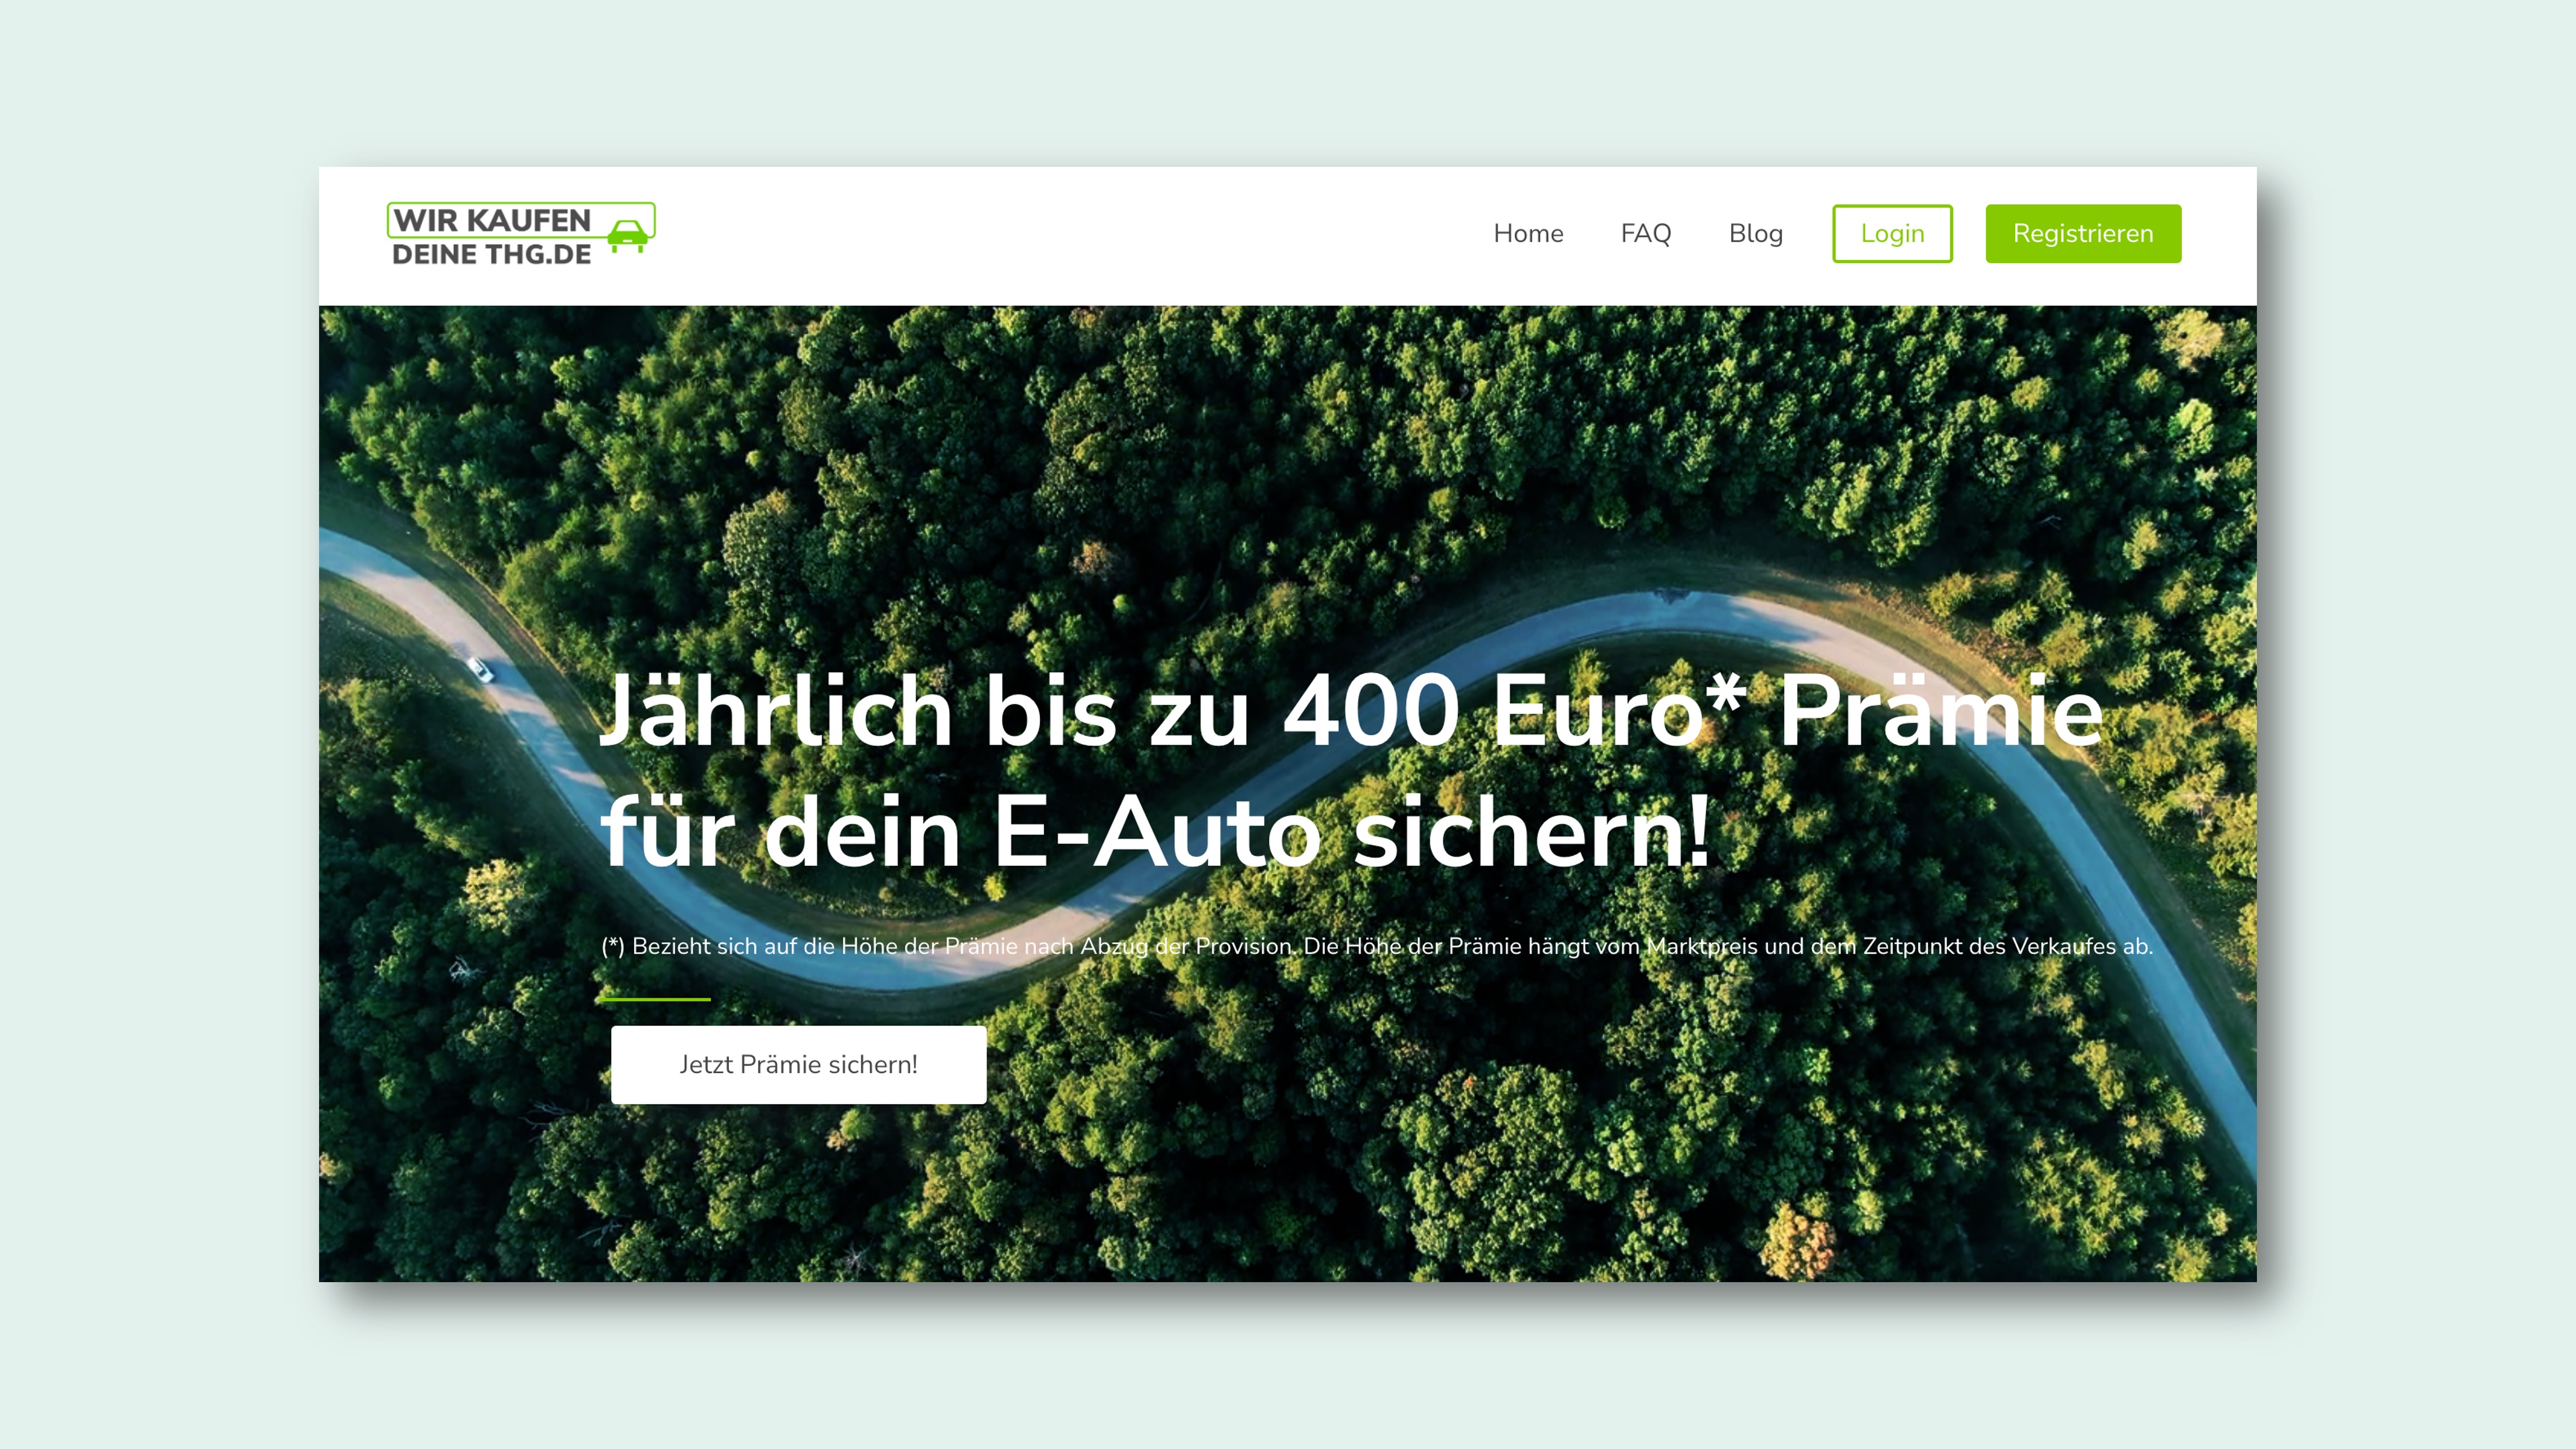 WIR KAUFEN
DEINE THG.DE
Home FAQ Blog Login Registrieren
Jährlich bis zu 400 Euro* Prämie
für dein E-Auto sichern!
(*) Bezieht sich auf die Höhe der Prämie nach Abzug der Provision. Die Höhe der Prämie hängt vom Marktpreis und dem Zeitpunkt des Verkaufes ab.
Jetzt Prämie sichern!